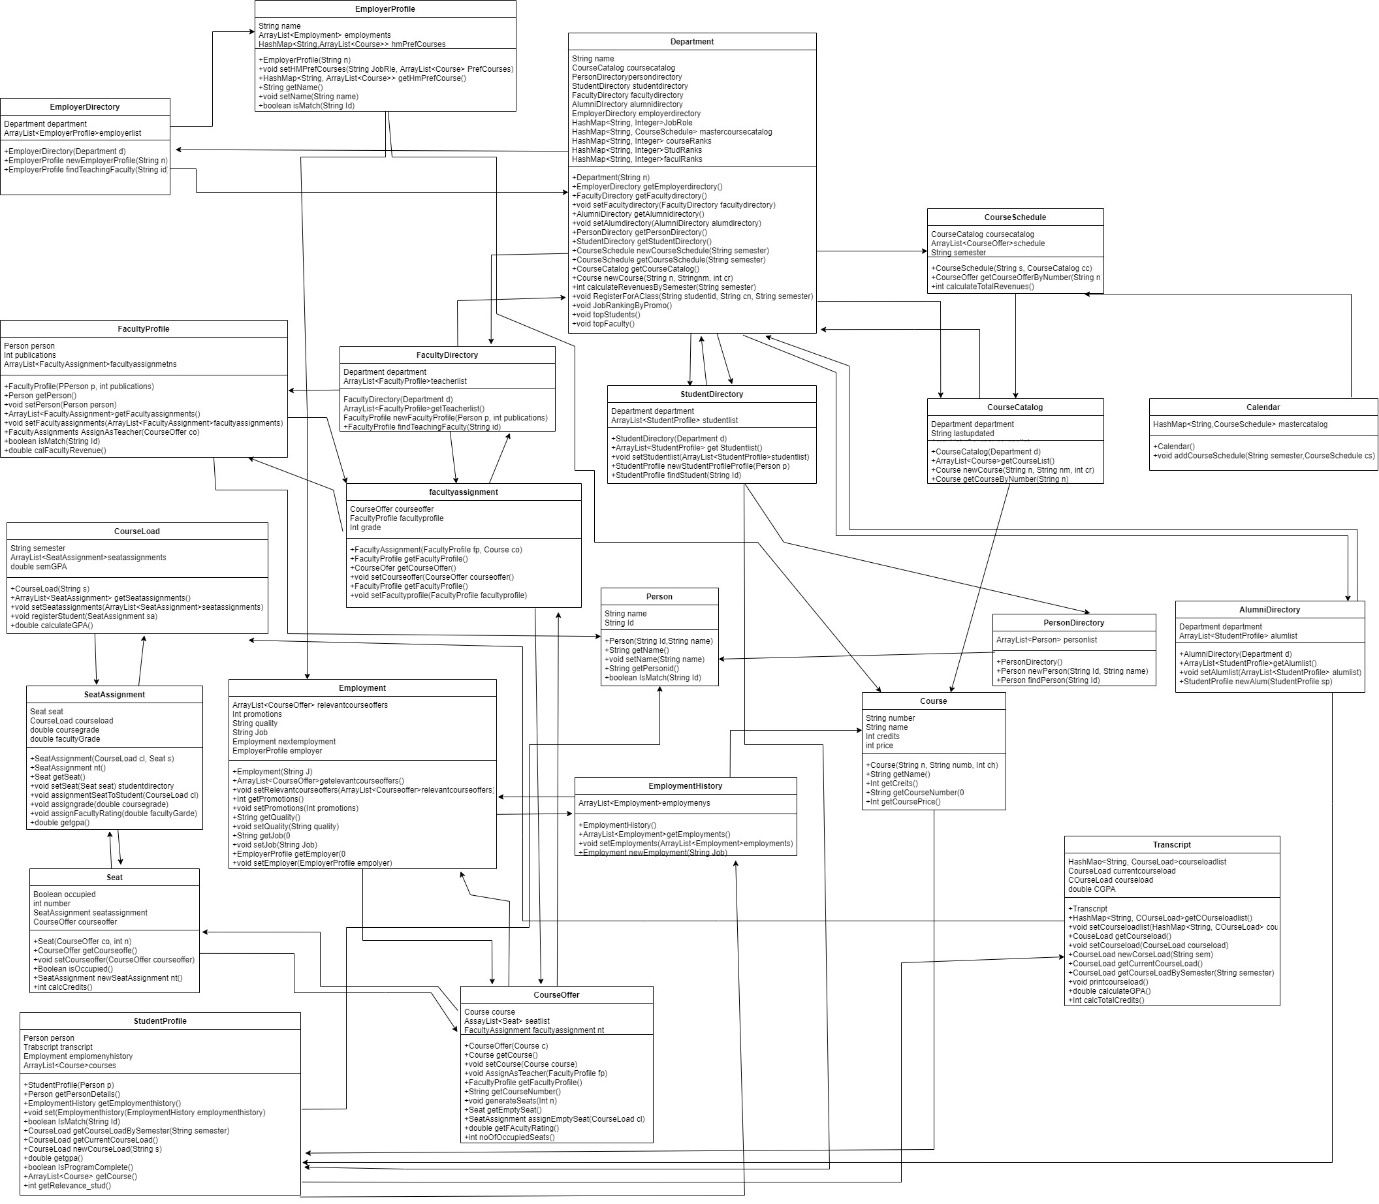 EmployerProfile
String name
ArrayList<Employment> employments
HashMap<String,ArrayList<Course>> hmPrefCourses
+EmployerProfile(String n)
+void setHMPrefCourses(String JobRle, ArrayList<Course> PrefCourses)
+HashMap<String, ArrayList<Course>> getHmPrefCourse()
+String getName()
+void setName(String name)
+boolean isMatch(String Id)
Department
String name
CourseCatalog coursecatalog
PersonDirectorypersondirectory
StudentDirectory studentdirectory
FacultyDirectory facultydirectory
AlumniDirectory alumnidirectory
EmployerDirectory employerdirectory
HashMap<String, Integer>JobRole
HashMap<String, CourseSchedule> mastercoursecatalog
HashMap<String, Integer> courseRanks
HashMap<String, Integer>StudRanks
HashMap<String, Integer>faculRanks
+Department(String n)
+EmployerDirectory getEmployerdirectory()
+FacultyDirectory getFacultydirectory()
+void setFacultydirectory(FacultyDirectory facultydirectory)
+AlumniDirectory getAlumnidirectory()
+void setAlumdirectory(AlumniDirectory alumdirectory)
+PersonDirectory getPersonDirectory()
+StudentDirectory getStudentDirectory()
+CourseSchedule newCourseSchedule(String semester)
+CourseSchedule getCourseSchedule(String semester)
+CourseCatalog getCourseCatalog()
+Course newCourse(String n, Stringnm, int cr)
+Int calculateRevenuesBySemester(String semester)
+void RegisterForAClass(String studentid, String cn, String semester)
+void JobRankingByPromo()
+void topStudents()
+void topFaculty()
EmployerDirectory
Department department
ArrayList<EmployerProfile>employerlist
+EmployerDirectory(Department d)
+EmployerProfile newEmployerProfile(String n)
+EmployerProfile findTeachingFaculty(String id)
CourseSchedule
CourseCatalog coursecatalog
ArrayList<CourseOffer>schedule
String semester
+CourseSchedule(String s, CourseCatalog cc)
+CourseOffer getCourseOfferByNumber(String n
+int calculateTotalRevenues()
FacultyProfile
Person person
Int publications
ArrayList<FacultyAssignment>facultyassignmetns
+FacultyProfile(PPerson p, int publications)
+Person getPerson()
+void setPerson(Person person)
+ArrayList<FacultyAssignment>getFacultyassignments()
+void setFacultyassignments(ArrayList<FacultyAssignment>facultyassignments)
+FacultyAssignments AssignAsTeacher(CourseOffer co)
+boolean isMatch(String Id)
+double calFacultyRevenue()
FacultyDirectory
Department department
ArrayList<FacultyProfile>teacherlist
FacultyDirectory(Department d)
ArrayList<FacultyProfile>getTeacherlist()
FacultyProfile newFacultyProfile(Person p, int publications)
+FacultyProfile findTeachingFaculty(String id)
StudentDirectory
Department department
ArrayList<StudentProfile> studentlist
+StudentDirectory(Department d)
+ArrayList<StudentProfile> get Studentlist()
+void setStudentlist(ArrayList<StudentProfile>studentlist)
+StudentProfile newStudentProfileProfile(Person p)
+StudentProfile findStudent(String Id)
CourseCatalog
Department department
String lastupdated
+CourseCatalog(Department d)
+ArrayList<Course>getCourseList()
+Course newCourse(String n, String nm, int cr)
+Course getCourseByNumber(String n)
Calendar
HashMap<String,CourseSchedule> mastercatalog
+Calendar()
+void addCourseSchedule(String semester,CourseSchedule cs)
facultyassignment
CourseOffer courseoffer
FacultyProfile facultyprofile
Int grade
+FacultyAssignment(FacultyProfile fp, Course co)
+FacultyProfile getFacultyProfile()
+CourseOfer getCourseOffer()
+void setCourseoffer(CourseOffer courseoffer()
+FacultyProfile getFacultyProfile()
+void setFacultyprofile(FacultyProfile facultyprofile)
CourseLoad
String semester
ArrayList<SeatAssignment>seatassignments
double semGPA
+CourseLoad(String s)
+ArrayList<SeatAssignment> getSeatassignments()
+void setSeatassignments(ArrayList<SeatAssignment>seatassignments)
+void registerStudent(SeatAssignment sa)
+double calculateGPA()
Person
String name
String Id
+Person(String Id,String name)
+String getName()
+void setName(String name)
+String getPersonid()
+boolean IsMatch(String Id)
PersonDirectory
ArrayList<Person> personlist
+PersonDirectory()
+Person newPerson(String Id, String name)
+Person findPerson(String Id)
AlumniDirectory
Department department
ArrayList<StudentProfile> alumlist
+AlumniDirectory(Department d)
+ArrayList<StudentProfile>getAlumlist()
+void setAlumlist(ArrayList<StudentProfile> alumlist)
+StudentProfile newAlum(StudentProfile sp)
SeatAssignment
Seat seat
CourseLoad courseload
double coursegrade
double facultyGrade
+SeatAssignment(CourseLoad cl, Seat s)
+SeatAssignment nt()
+Seat getSeat()
+void setSeat(Seat seat) studentdirectory
+void assignmentSeatToStudent(CourseLoad cl)
+void assigngrade(double coursegrade)
+void assignFacultyRating(double facultyGarde)
+double getgpa()
Employment
ArrayList<CourseOffer> relevantcourseoffers
Int promotions
String quality
String Job
Employment nextemployment
EmployerProfile employer
+Employment(String J)
+ArrayList<CourseOffer>getelevantcourseoffers()
+void setRelevantcourseoffers(ArrayList<Courseoffer>relevantcourseoffers)
+Int getPromotions()
+void setPromotions(Int promotions)
+String getQuality()
+void setQuality(String quality)
+String getJob(0
+void setJob(String Job)
+EmployerProfile getEmployer(0
+void setEmployer(EmployerProfile empolyer)
Course
String number
String name
Int credits
int price
+Course(String n, String numb, Int ch)
+String getName()
+Int getCreits()
+String getCourseNumber(0
+Int getCoursePrice()
EmploymentHistory
ArrayList<Employment>employmenys
+EmploymentHistory()
+ArrayList<Employment>getEmployments()
+void setEmployments(ArrayList<Employment>employments)
+Employment newEmployment(String Job)
Transcript
HashMao<String, CourseLoad>courseloadlist
CourseLoad currentcourseload
COurseLoad courseload
double CGPA
+Transcript
+HashMap<String, COurseLoad>getCOurseloadlist()
+void setCourseloadlist(HashMap<String, COurseLoad> cou
+CouseLoad getCourseload()
+void setCourseload(CourseLoad courseload)
+CourseLoad newCorseLoad(String sem)
+CourseLoad getCurrentCourseLoad()
+CourseLoad getCourseLoadBySemester(String semester)
+void printcourseload()
+double calculateGPA()
+Int calcTotalCredits()
Seat
Boolean occupied
int number
SeatAssignment seatassignment
CourseOffer courseoffer
+Seat(CourseOffer co, int n)
+CourseOffer getCourseoffe()
+void setCourseoffer(CourseOffer courseoffer)
+Boolean isOccupied()
+SeatAssignment newSeatAssignment nt()
+int calcCredits()
CourseOffer
Course course
AssayList<Seat> seatlist
FacultyAssignment facultyassignment nt
+CourseOffer(Course c)
+Course getCourse()
+void setCourse(Course course)
+void AssignAsTeacher(FacultyProfile fp)
+FacultyProfile getFacultyProfile()
+String getCourseNumber()
+void generateSeats(Int n)
+Seat getEmptySeat()
+SeatAssignment assignEmptySeat(CourseLoad cl)
+double getFAcultyRating()
+Int noOfOccupiedSeats()
StudentProfile
Person person
Trabscript transcript
Employment emplomenyhistory
ArrayList<Course>courses
+StudentProfile(Person p)
+Person getPersonDetails()
+EmploymentHistory getEmploymenthistory()
+void set(Employmenthistory(EmploymentHistory employmenthistory)
+boolean IsMatch(String Id)
+CourseLoad getCourseLoadBySemester(String semester)
+CourseLoad getCurrentCourseLoad()
+CourseLoad newCourseLoad(String s)
+double getgpa()
+boolean IsProgramComplete()
+ArrayList<Course> getCourse()
+int getRelevance_stud()